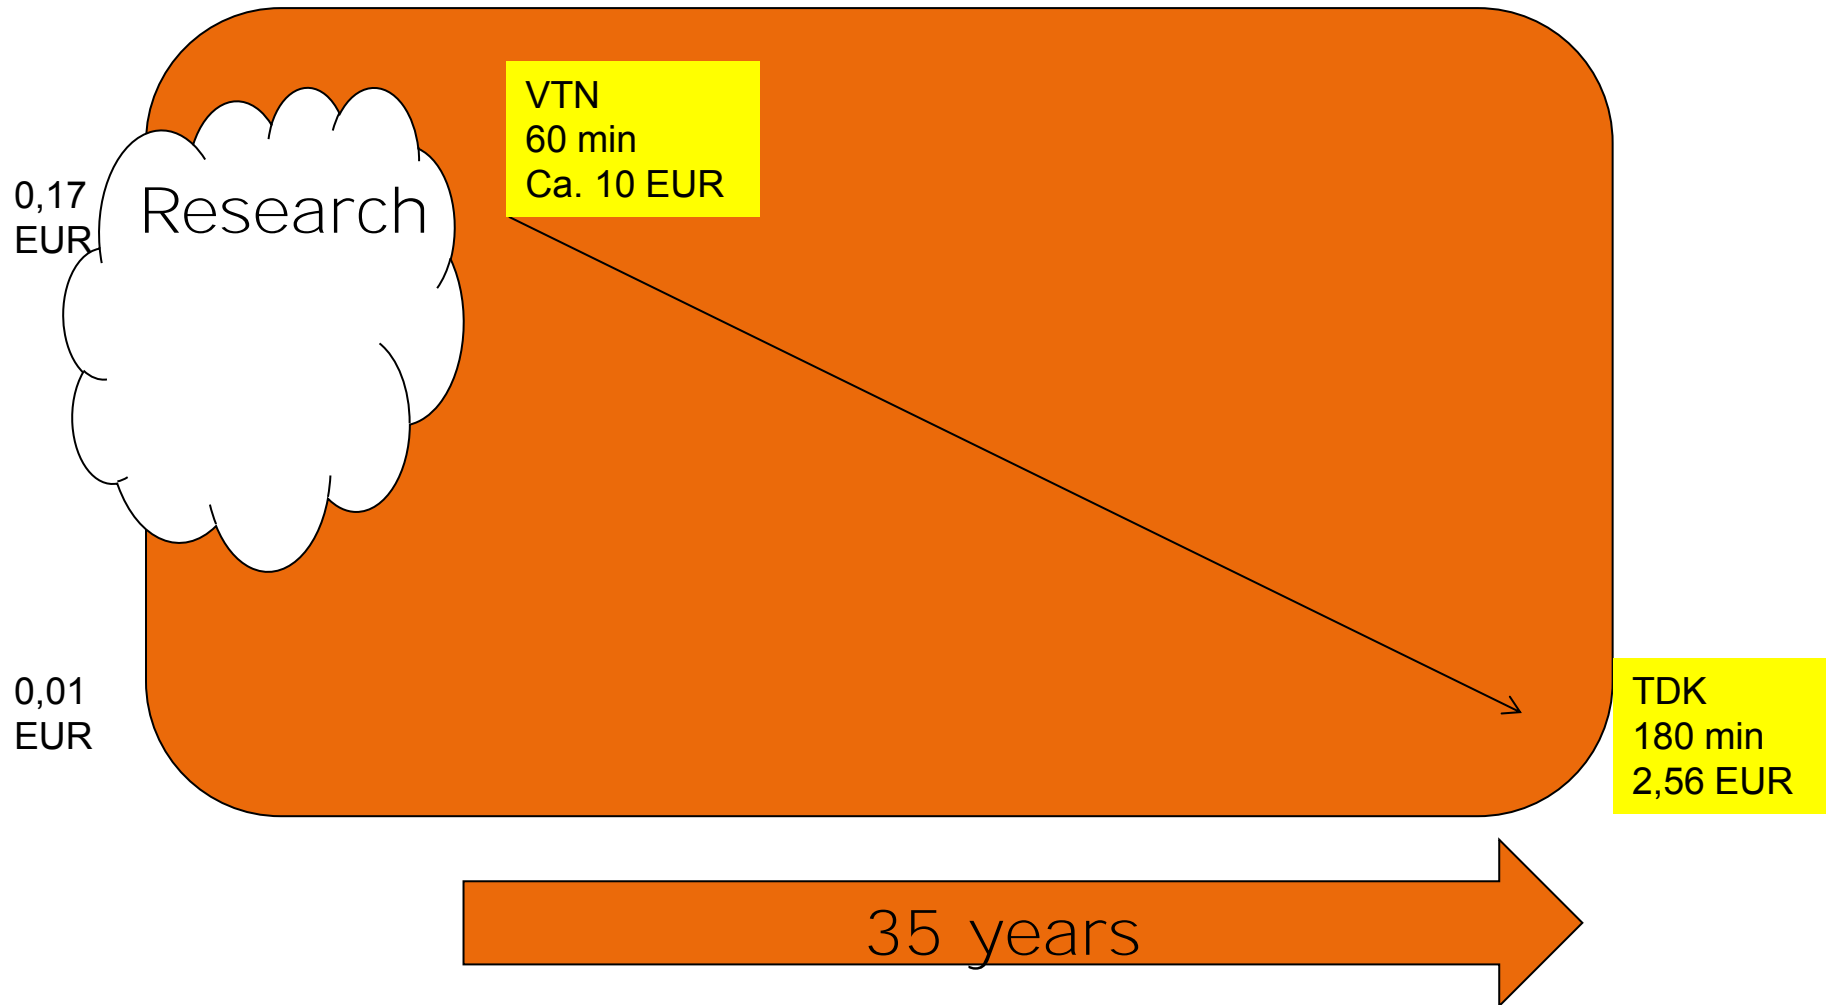 VTN
60 min
Ca. 10 EUR
0,17
EUR
Research
0,01
EUR
TDK
180 min
2,56 EUR
35 years